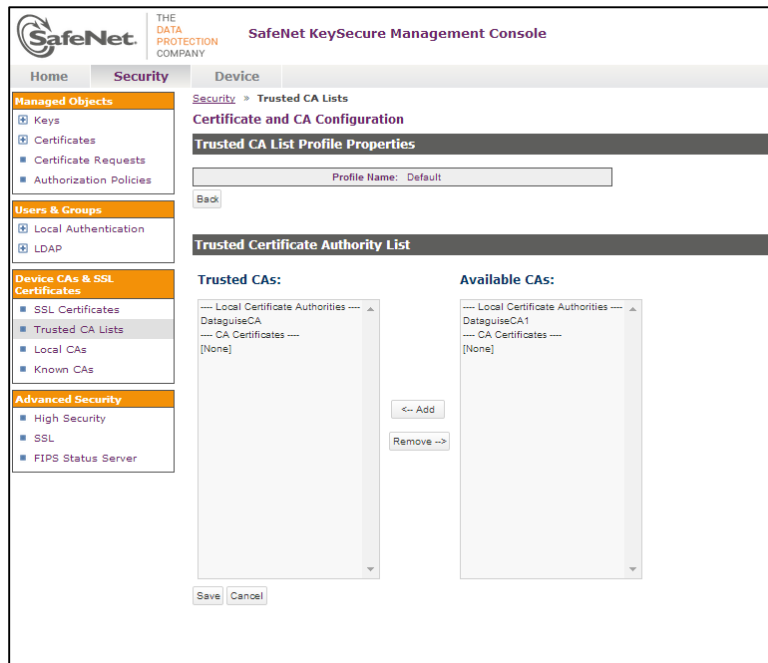 SafeNet.
THE
DATA
PROTECTION
COMPANY
SafeNet KeySecure Management Console
Home Security Device
Managed Objects
Keys
Certificates
Certificate Requests
Authorization Policies
Users & Groups
Local Authentication
LDAP
Device CAs & SSL
Certificates
SSL Certificates
Trusted CA Lists
Local CAs
Known CAs
Advanced Security
High Security
SSL
FIPS Status Server
Security » Trusted CA Lists
Certificate and CA Configuration
Trusted CA List Profile Properties
Profile Name: Default
Back
Trusted Certificate Authority List
Trusted CAs:
---- Local Certificate Authorities ----
DataguiseCA
---- CA Certificates ----
[None]
<-- Add
Remove -->
Available CAs:
---- Local Certificate Authorities ----
DataguiseCA1
---- CA Certificates ----
[None]
Save Cancel